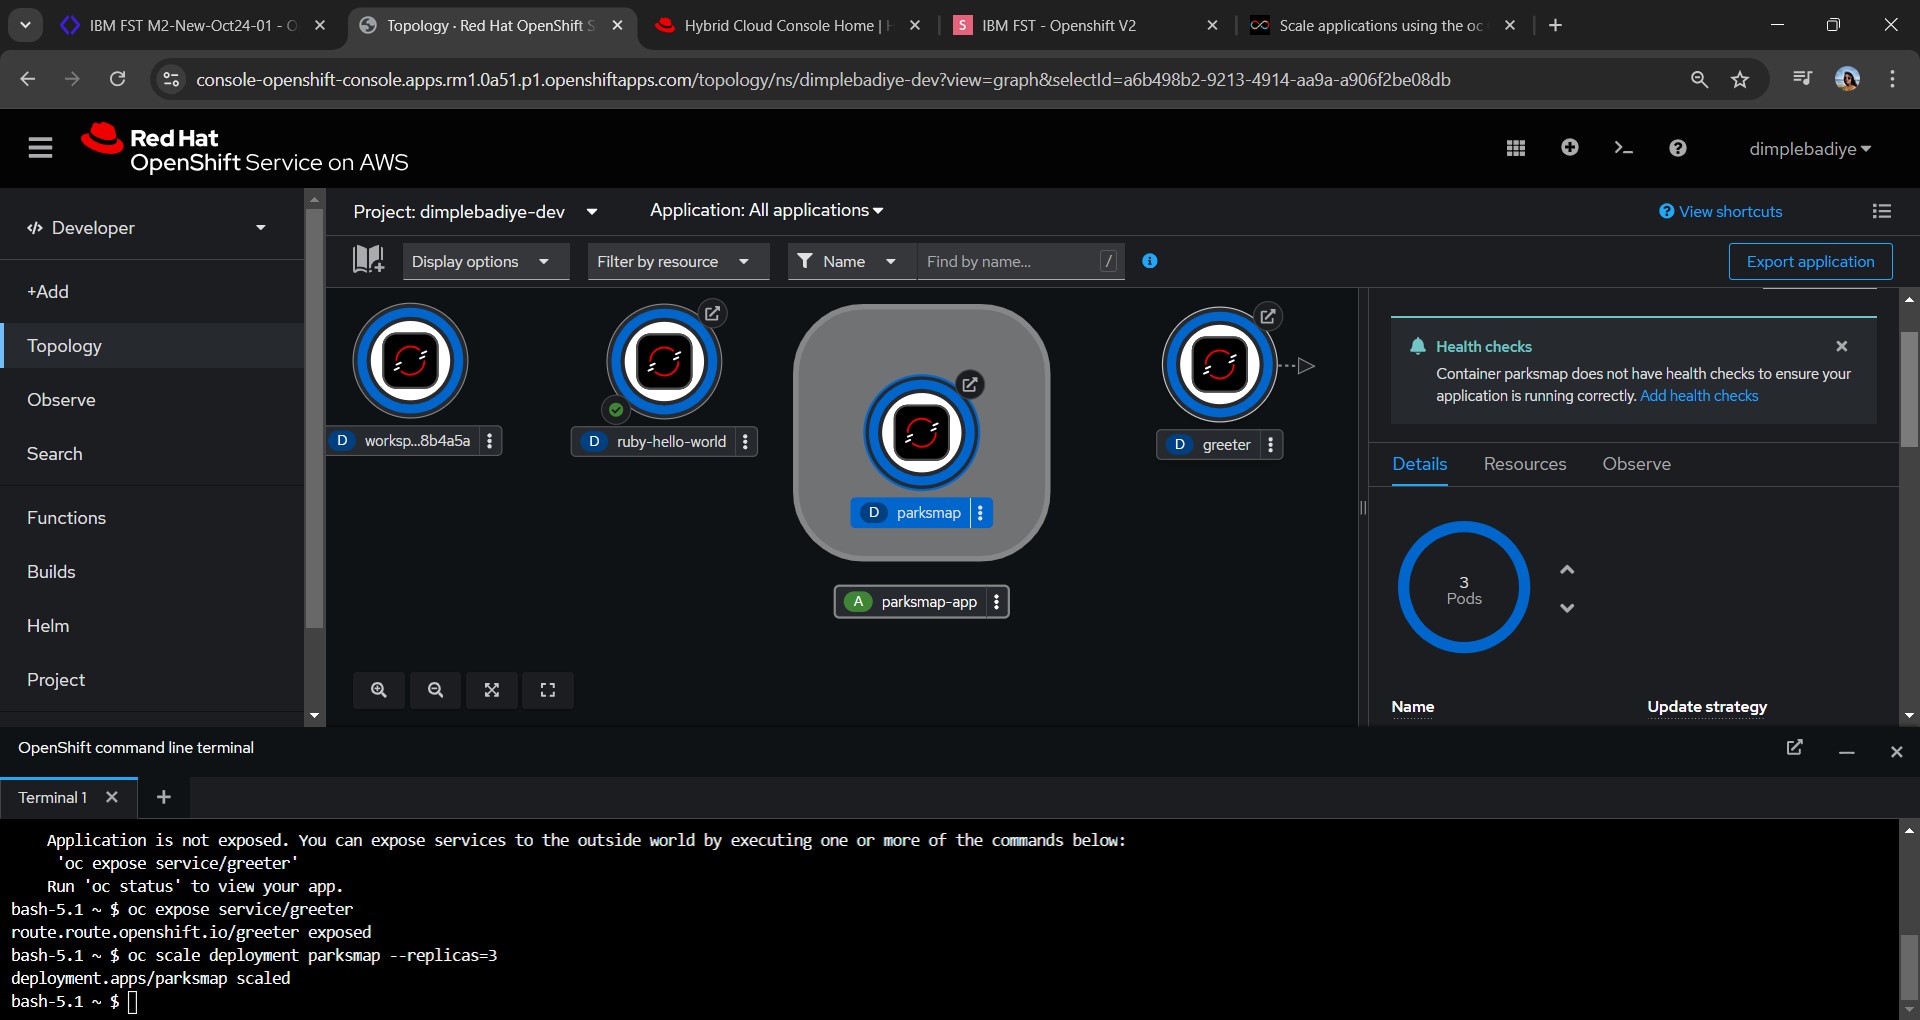 IBM FST M2-New-Oct24-01 - O
Topology · Red Hat OpenShift S
Hybrid Cloud Console Home |
IBM FST - Openshift V2
Scale applications using the oc
console-openshift-console.apps.rm1.0a51.p1.openshiftapps.com/topology/ns/dimplebadiye-dev?view=graph&selectId=a6b498b2-9213-4914-aa9a-a906f2be08db
Red Hat
OpenShift Service on AWS
dimplebadiye
Developer
+Add
Topology
Observe
Search
Functions
Builds
Helm
Project
Project: dimplebadiye-dev
Application: All applications
View shortcuts
Display options
Filter by resource
Name
Find by name...
/
Export application
D worksp...8b4a5a
D ruby-hello-world
D parksmap
A parksmap-app
D greeter
Health checks
Container parksmap does not have health checks to ensure your
application is running correctly. Add health checks
Details
Resources
Observe
3
Pods
Name
Update strategy
OpenShift command line terminal
Terminal 1
Application is not exposed. You can expose services to the outside world by executing one or more of the commands below:
'oc expose service/greeter'
Run 'oc status' to view your app.
bash-5.1 ~ $ oc expose service/greeter
route.route.openshift.io/greeter exposed
bash-5.1 ~ $ oc scale deployment parksmap --replicas=3
deployment.apps/parksmap scaled
bash-5.1 ~ $